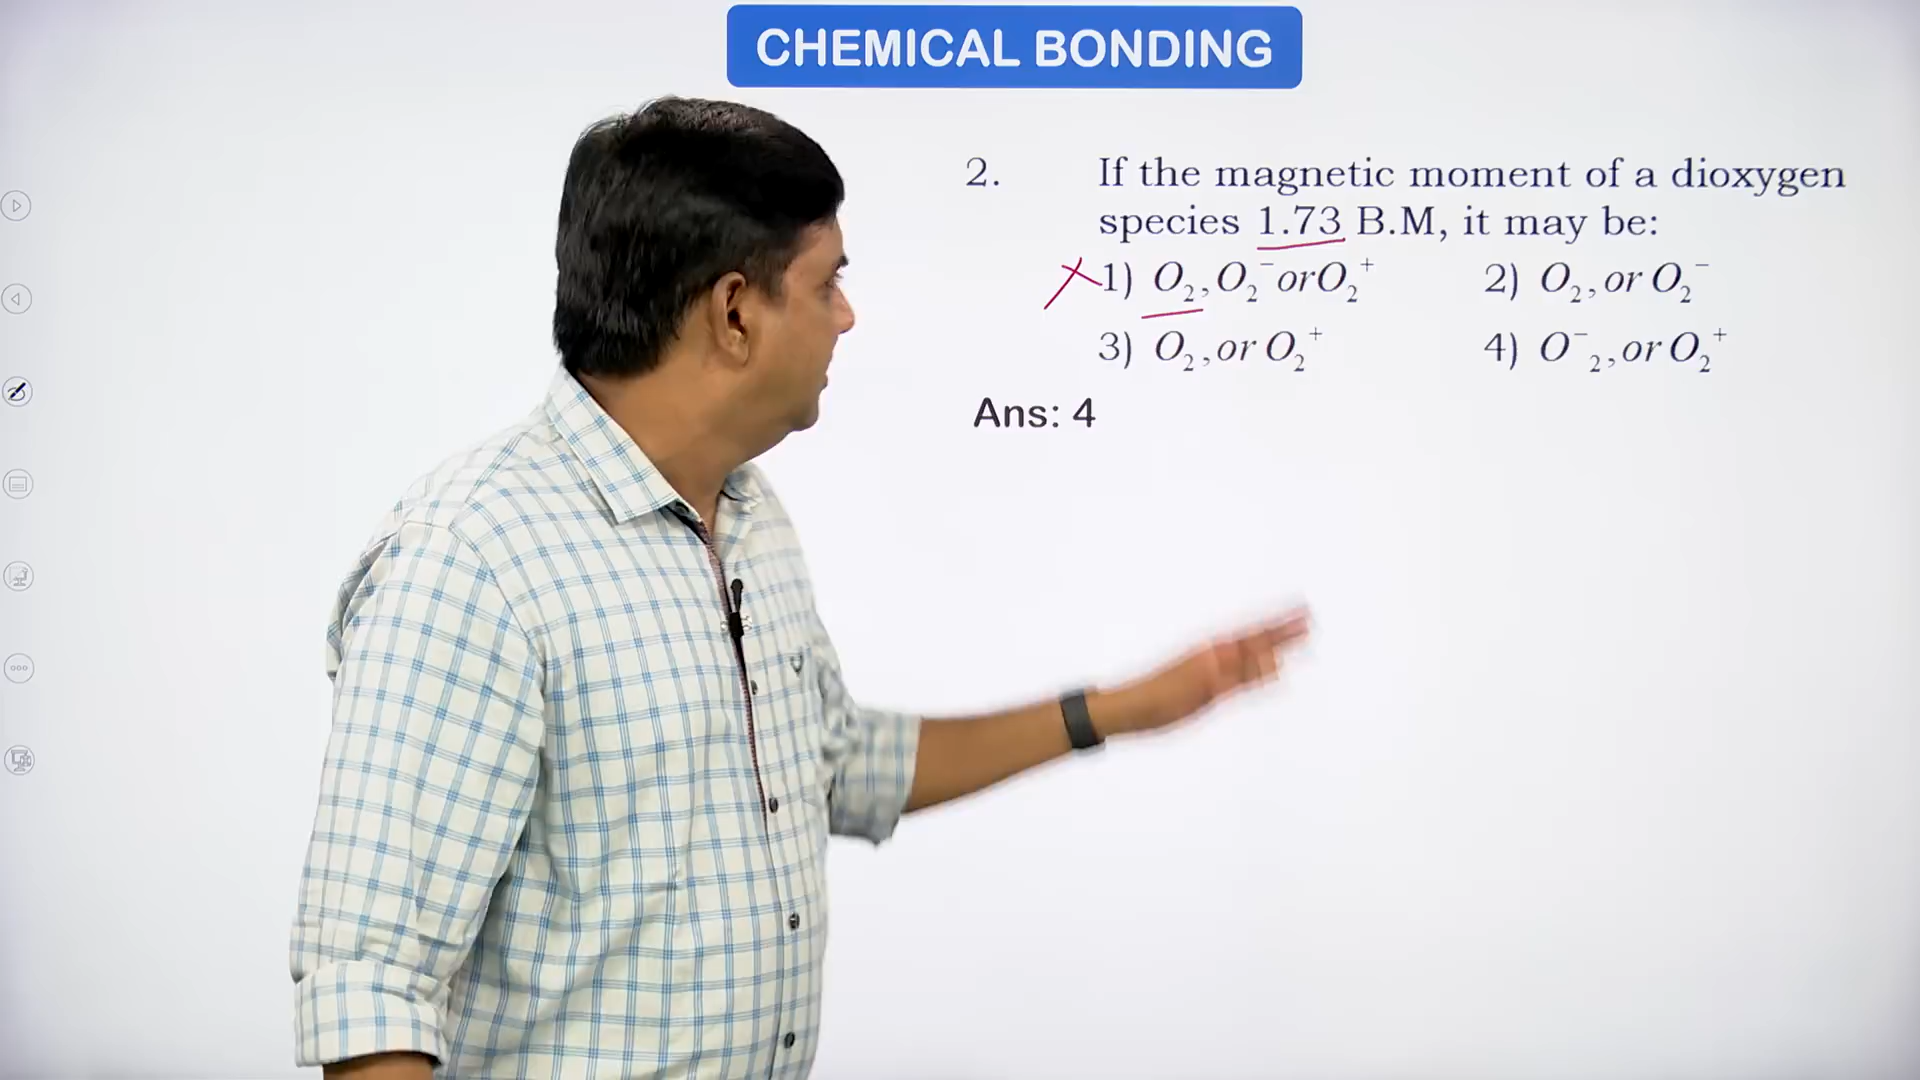 CHEMICAL BONDING
2. If the magnetic moment of a dioxygen
species 1.73 B.M, it may be:
1) O₂, O₂⁻ or O₂⁺ 2) O₂, or O₂⁻
3) O₂, or O₂⁺ 4) O⁻₂, or O₂⁺
Ans: 4